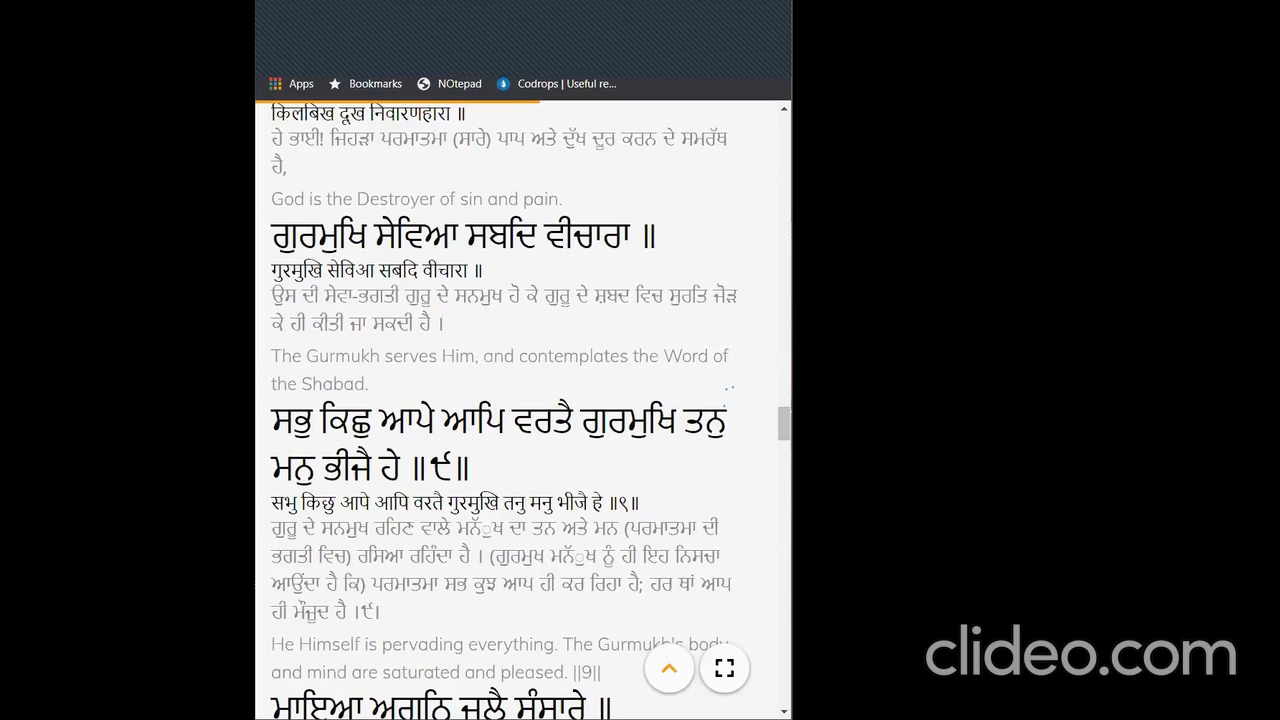 Apps Bookmarks NOtepad Codrops | Useful re...
किलबिख दूख निवारणहारा ॥
ਹੇ ਭਾਈ! ਜਿਹੜਾ ਪਰਮਾਤਮਾ (ਸਾਰੇ) ਪਾਪ ਅਤੇ ਦੁੱਖ ਦੂਰ ਕਰਨ ਦੇ ਸਮਰੱਥ
ਹੈ,
God is the Destroyer of sin and pain.
ਗੁਰਮੁਖਿ ਸੇਵਿਆ ਸਬਦਿ ਵੀਚਾਰਾ ॥
गुरमुखि सेविआ सबदि वीचारा ॥
ਉਸ ਦੀ ਸੇਵਾ-ਭਗਤੀ ਗੁਰੂ ਦੇ ਸਨਮੁਖ ਹੋ ਕੇ ਗੁਰੂ ਦੇ ਸ਼ਬਦ ਵਿਚ ਸੁਰਤਿ ਜੋੜ
ਕੇ ਹੀ ਕੀਤੀ ਜਾ ਸਕਦੀ ਹੈ ।
The Gurmukh serves Him, and contemplates the Word of
the Shabad.
ਸਭੁ ਕਿਛੁ ਆਪੇ ਆਪਿ ਵਰਤੈ ਗੁਰਮੁਖਿ ਤਨੁ
ਮਨੁ ਭੀਜੈ ਹੇ ॥੯॥
सभु किछु आपे आपि वरतै गुरमुखि तनु मनु भीजै हे ॥९॥
ਗੁਰੂ ਦੇ ਸਨਮੁਖ ਰਹਿਣ ਵਾਲੇ ਮਨੱੁਖ ਦਾ ਤਨ ਅਤੇ ਮਨ (ਪਰਮਾਤਮਾ ਦੀ
ਭਗਤੀ ਵਿਚ) ਰਸਿਆ ਰਹਿੰਦਾ ਹੈ । (ਗੁਰਮੁਖ ਮਨੱੁਖ ਨੂੰ ਹੀ ਇਹ ਨਿਸਚਾ
ਆਉਂਦਾ ਹੈ ਕਿ) ਪਰਮਾਤਮਾ ਸਭ ਕੁਝ ਆਪ ਹੀ ਕਰ ਰਿਹਾ ਹੈ; ਹਰ ਥਾਂ ਆਪ
ਹੀ ਮੌਜੂਦ ਹੈ ।੯।
He Himself is pervading everything. The Gurmukh's body
and mind are saturated and pleased. ||9||
ਮਾਇਆ ਅਗਨਿ ਜਲੈ ਸੰਸਾਰੇ ॥
clideo.com